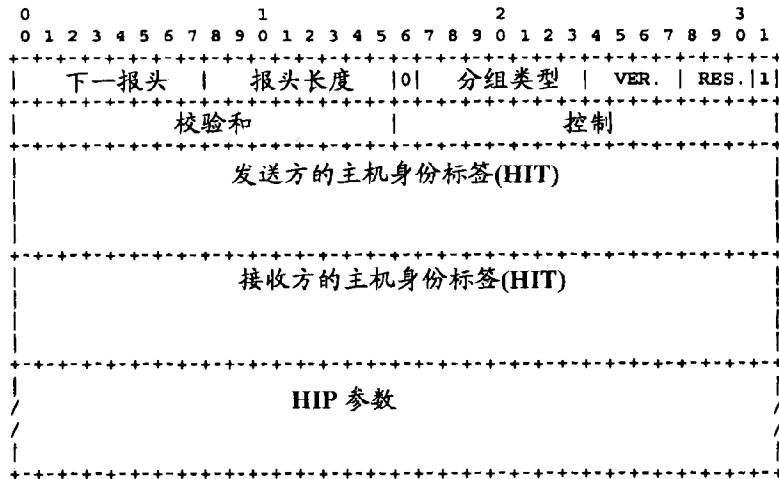 0 1 2 3
0 1 2 3 4 5 6 7 8 9 0 1 2 3 4 5 6 7 8 9 0 1 2 3 4 5 6 7 8 9 0 1
+-+-+-+-+-+-+-+-+-+-+-+-+-+-+-+-+-+-+-+-+-+-+-+-+-+-+-+-+-+-+-+-+
| 下一报头 | 报头长度 |0| 分组类型 | VER. | RES.|1|
+-+-+-+-+-+-+-+-+-+-+-+-+-+-+-+-+-+-+-+-+-+-+-+-+-+-+-+-+-+-+-+-+
| 校验和 | 控制 |
+-+-+-+-+-+-+-+-+-+-+-+-+-+-+-+-+-+-+-+-+-+-+-+-+-+-+-+-+-+-+-+-+
| 发送方的主机身份标签(HIT) |
+-+-+-+-+-+-+-+-+-+-+-+-+-+-+-+-+-+-+-+-+-+-+-+-+-+-+-+-+-+-+-+-+
| 接收方的主机身份标签(HIT) |
+-+-+-+-+-+-+-+-+-+-+-+-+-+-+-+-+-+-+-+-+-+-+-+-+-+-+-+-+-+-+-+-+
/ HIP 参数 /
+-+-+-+-+-+-+-+-+-+-+-+-+-+-+-+-+-+-+-+-+-+-+-+-+-+-+-+-+-+-+-+-+